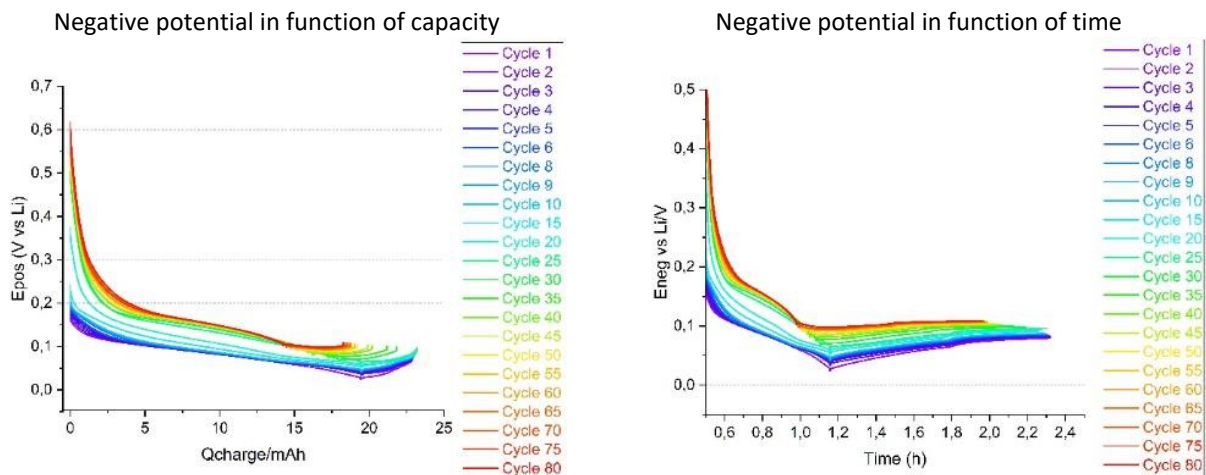 Negative potential in function of capacity
Cycle 1
Cycle 2
Cycle 3
Cycle 4
Cycle 5
Cycle 6
Cycle 8
Cycle 9
Cycle 10
Cycle 15
Cycle 20
Cycle 25
Cycle 30
Cycle 35
Cycle 40
Cycle 45
Cycle 50
Cycle 55
Cycle 60
Cycle 65
Cycle 70
Cycle 75
Cycle 80
0,8
0,7
0,6
0,5
0,4
0,3
0,2
0,1
0,0
Epos (V vs Li)
0
5
10
15
20
25
Qcharge/mAh
Negative potential in function of time
Cycle 1
Cycle 2
Cycle 3
Cycle 4
Cycle 5
Cycle 6
Cycle 8
Cycle 9
Cycle 10
Cycle 15
Cycle 20
Cycle 25
Cycle 30
Cycle 35
Cycle 40
Cycle 45
Cycle 50
Cycle 55
Cycle 60
Cycle 65
Cycle 70
Cycle 75
Cycle 80
0,5
0,4
0,3
0,2
0,1
0,0
Eneg vs Li/V
0,6
0,8
1,0
1,2
1,4
1,6
1,8
2,0
2,2
2,4
Time (h)